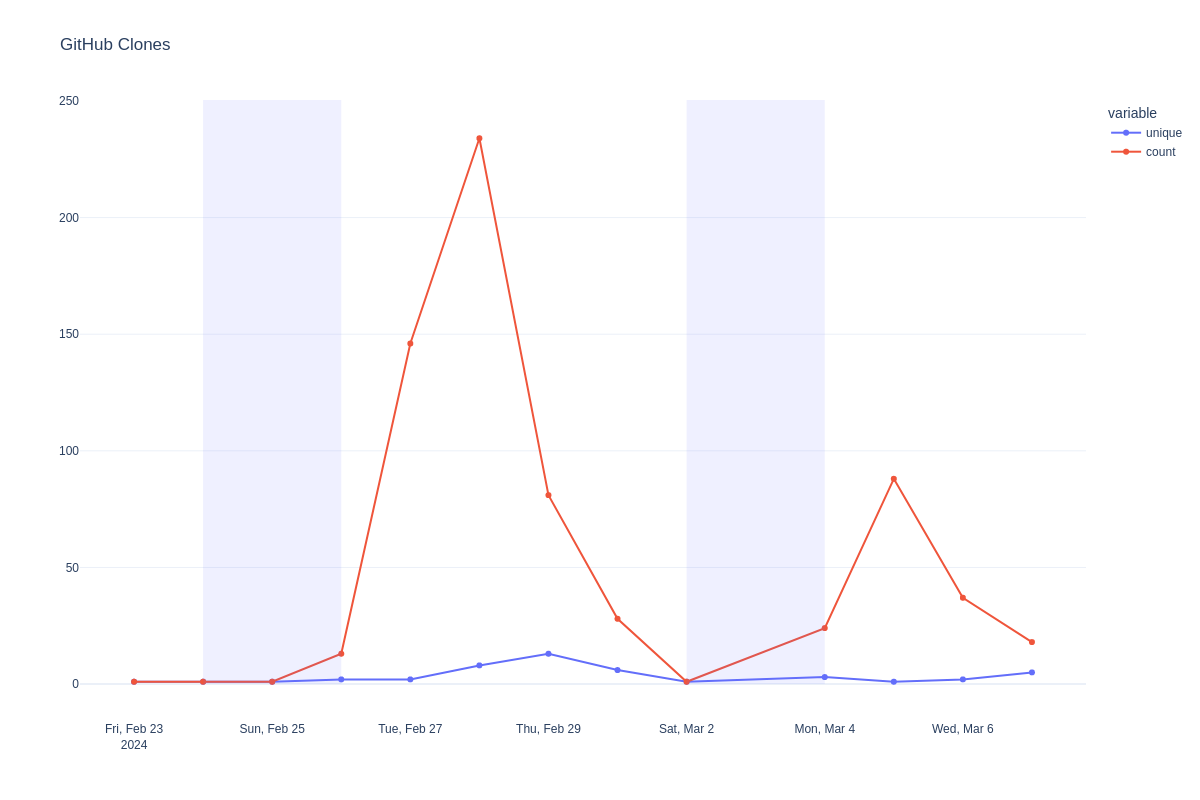 GitHub Clones
250
200
150
100
50
0
Fri, Feb 23
2024
Sun, Feb 25
Tue, Feb 27
Thu, Feb 29
Sat, Mar 2
Mon, Mar 4
Wed, Mar 6
variable
unique
count